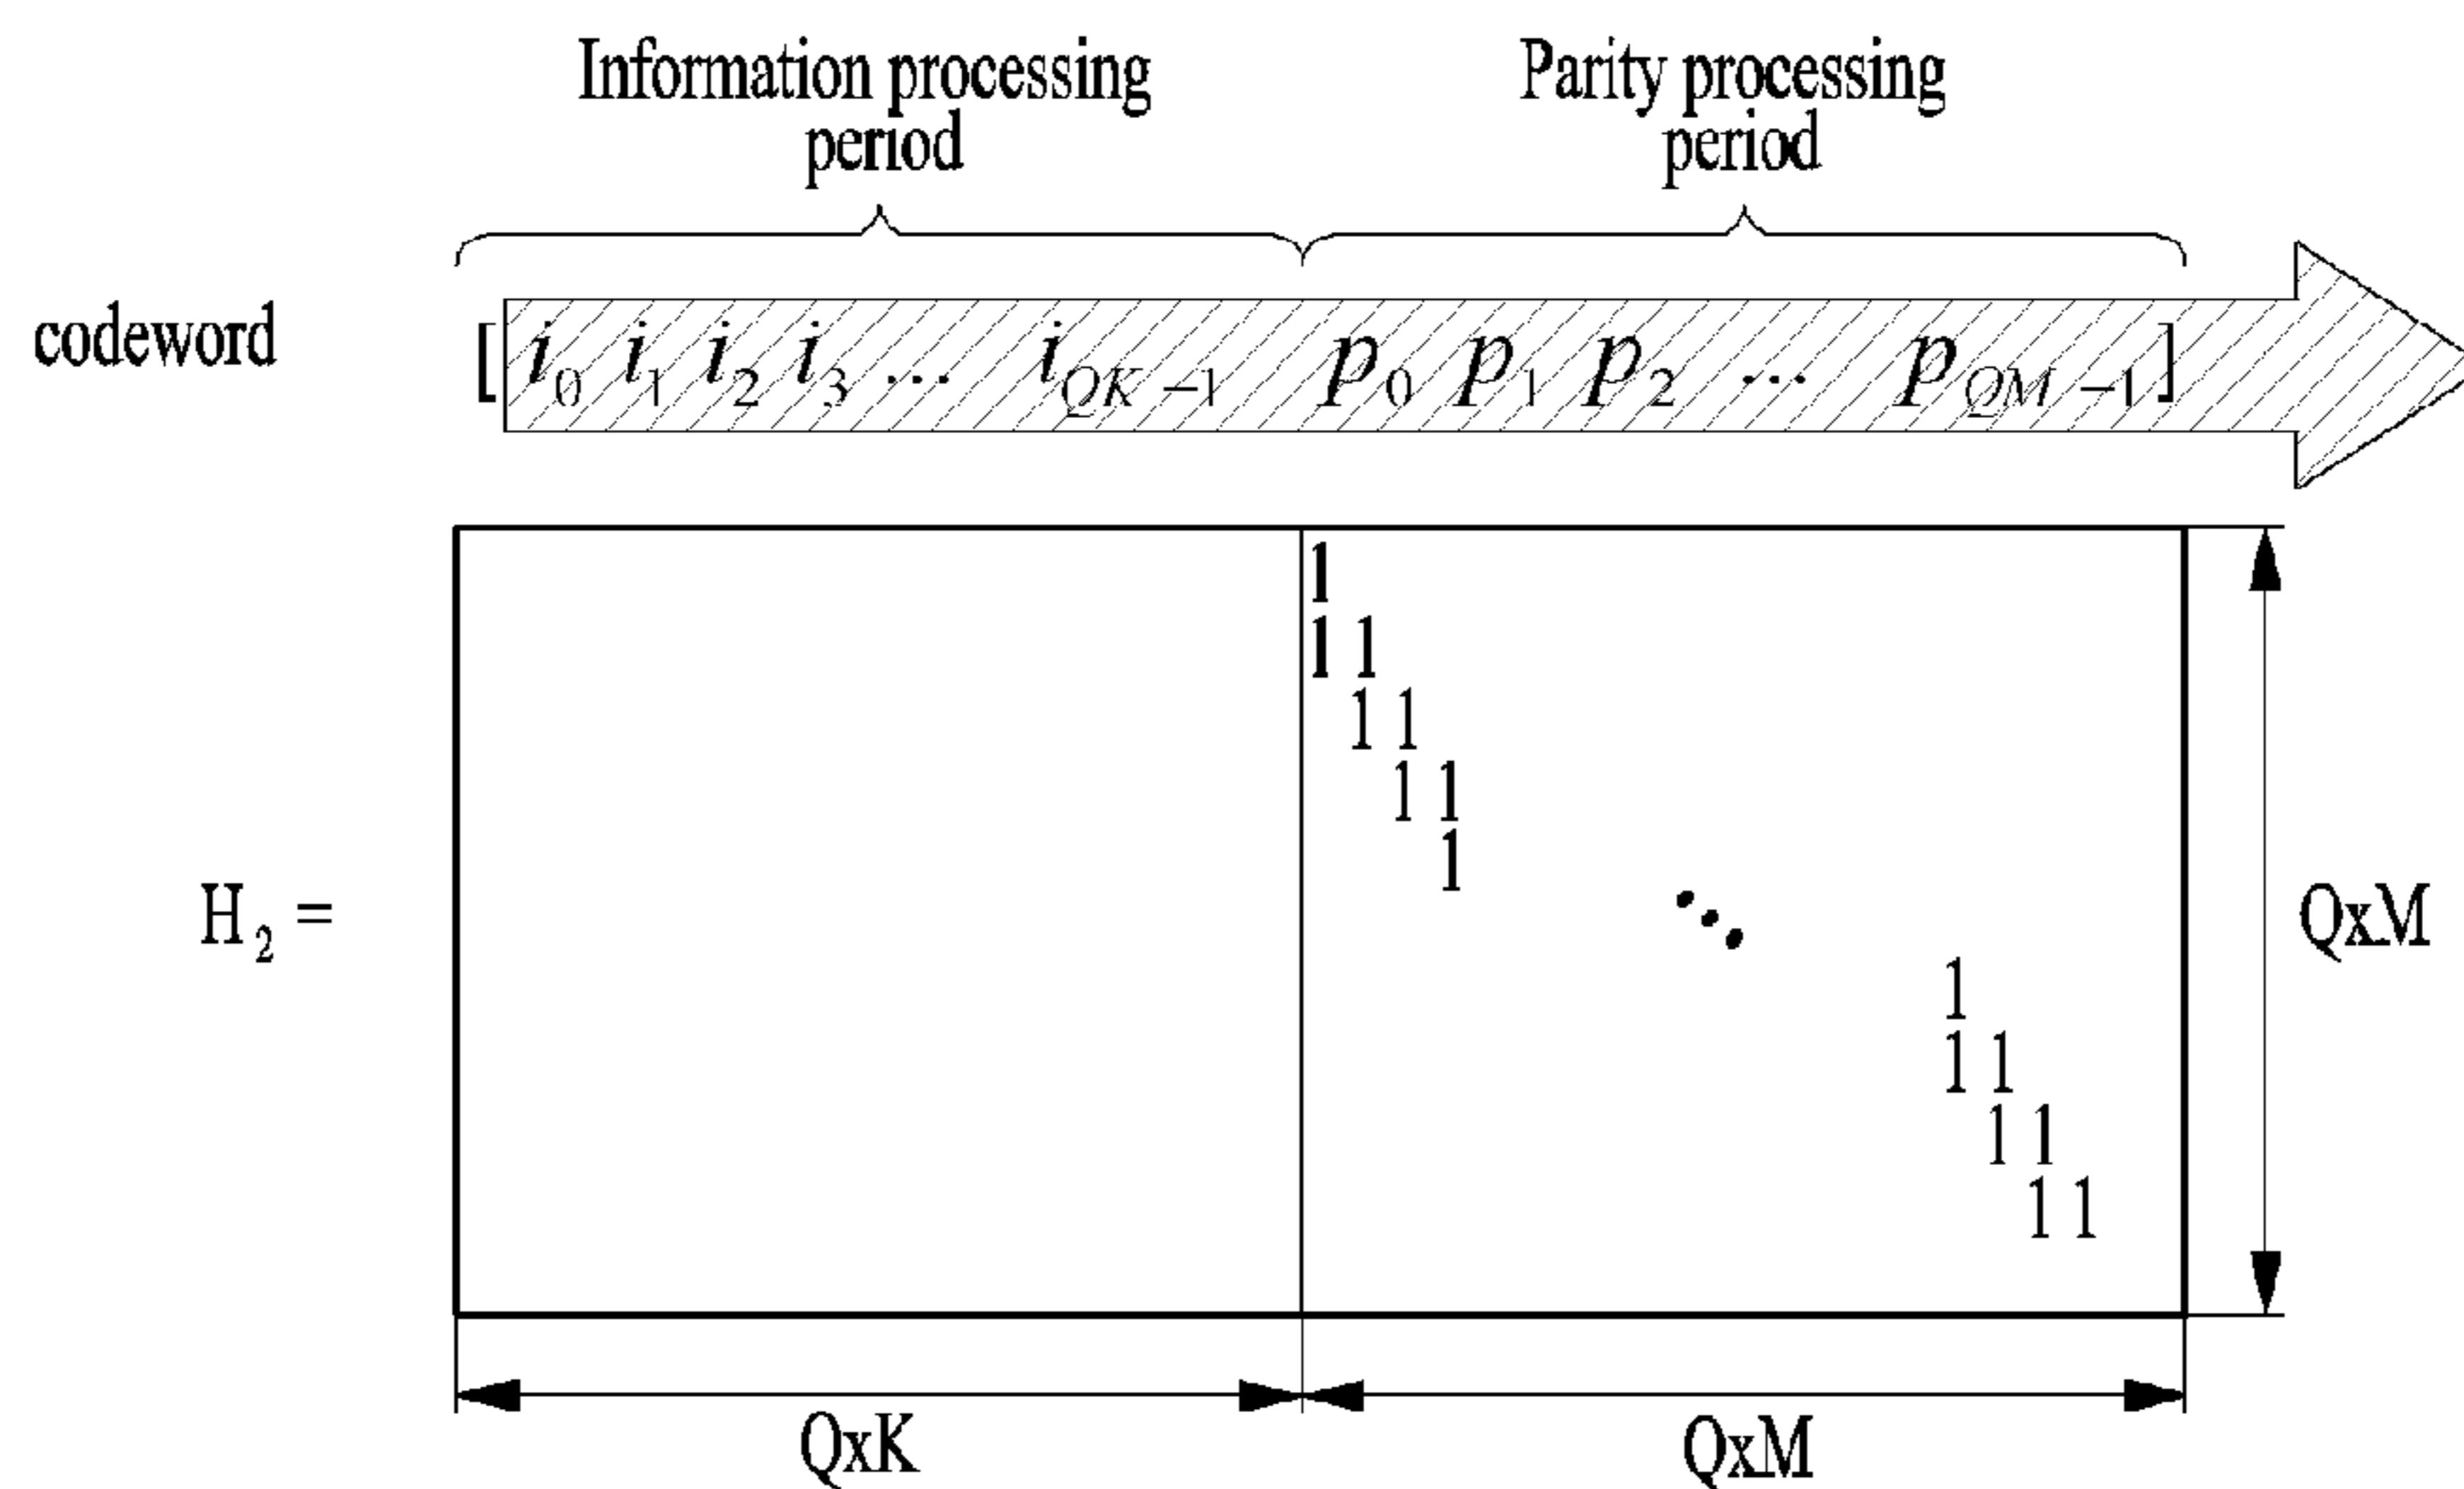 Information processing period
Parity processing period
codeword [i0 i1 i2 i3 ... iQK-1 p0 p1 p2 ... pQM-1]
1
1 1
1 1
1 1
1
H2 =
QxM
1
1 1
1 1
1 1
QxK
QxM